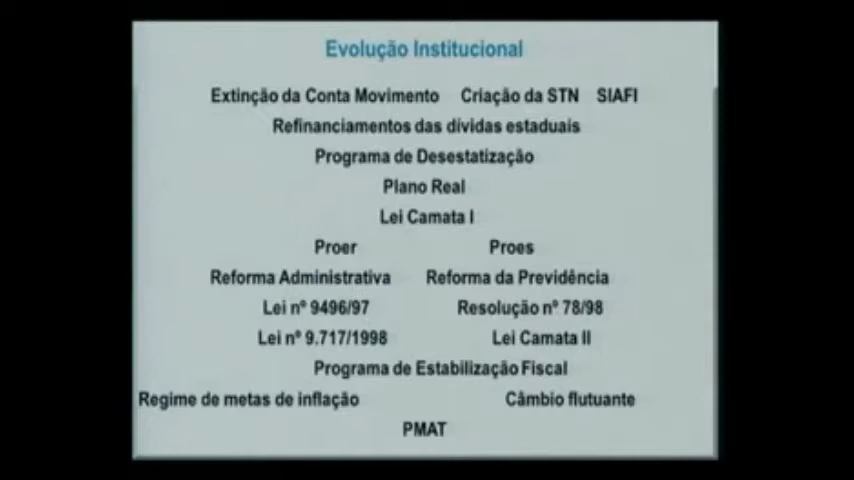 Evolução Institucional
Extinção da Conta Movimento Criação da STN SIAFI
Refinanciamentos das dívidas estaduais
Programa de Desestatização
Plano Real
Lei Camata I
Proer Proes
Reforma Administrativa Reforma da Previdência
Lei nº 9496/97 Resolução nº 78/98
Lei nº 9.717/1998 Lei Camata II
Programa de Estabilização Fiscal
Regime de metas de inflação Câmbio flutuante
PMAT